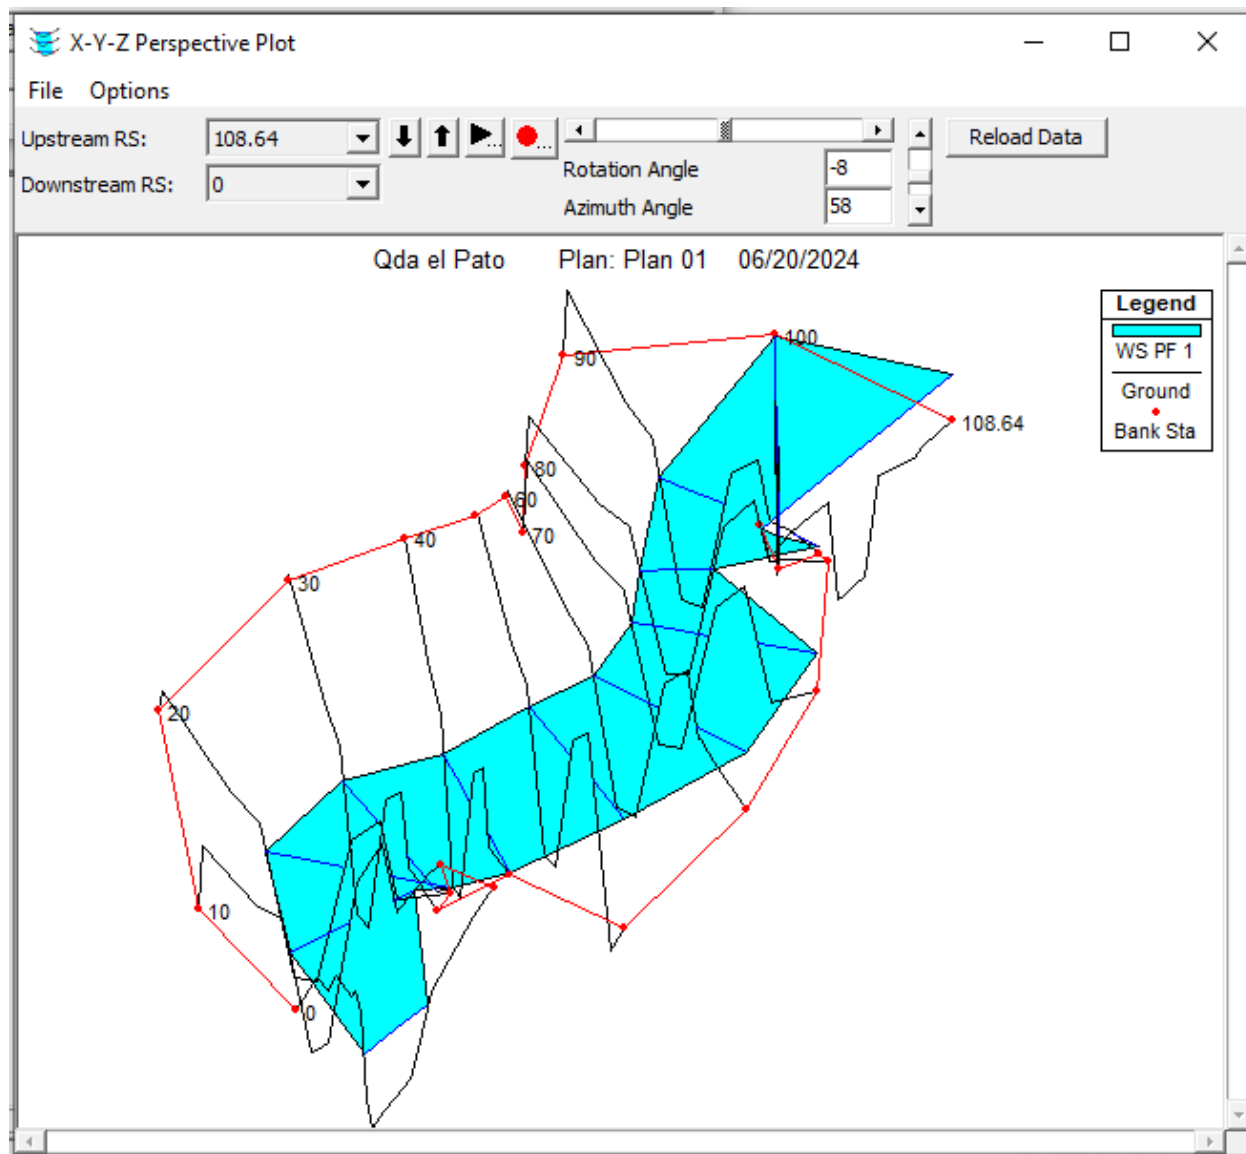 X-Y-Z Perspective Plot
File Options
Upstream RS: 108.64
Downstream RS: 0
Rotation Angle -8
Azimuth Angle 58
Reload Data
Qda el Pato Plan: Plan 01 06/20/2024
Legend
WS PF 1
Ground
Bank Sta
100
90
108.64
80
60
70
40
30
20
10
0